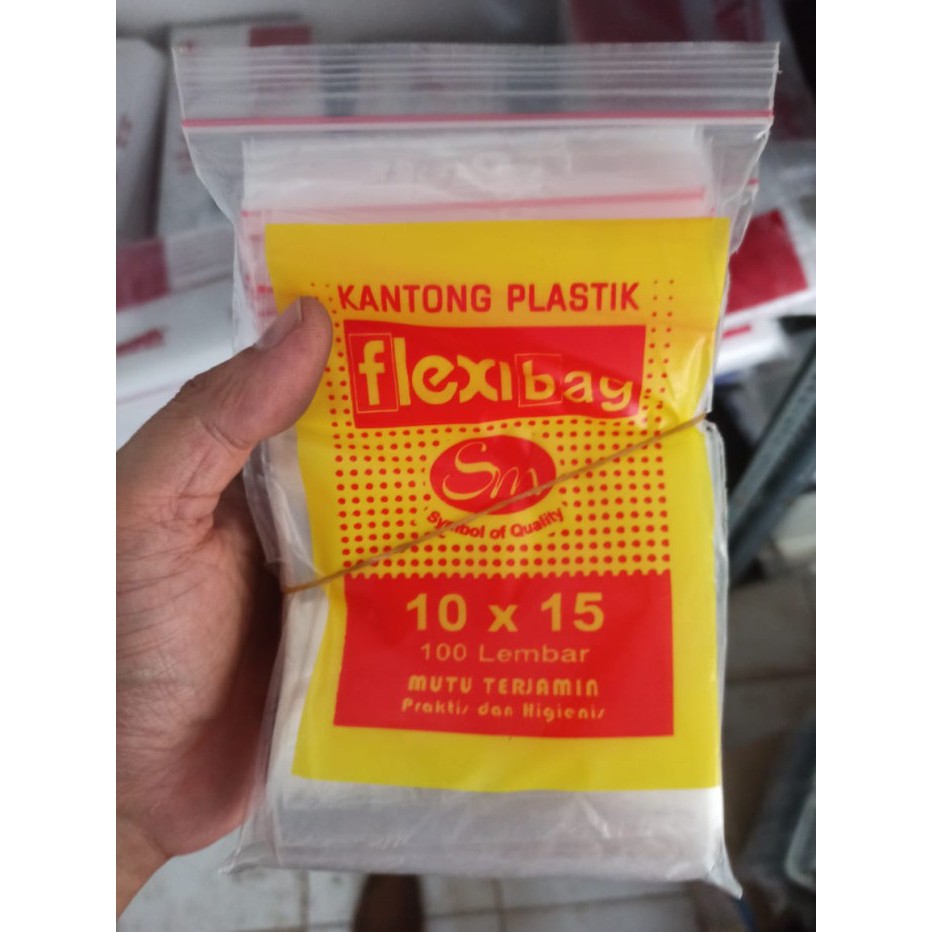 KANTONG PLASTIK
flexibag
Sm
Symbol of Quality
10 x 15
100 Lembar
MUTU TERJAMIN
Praktis dan Higienis